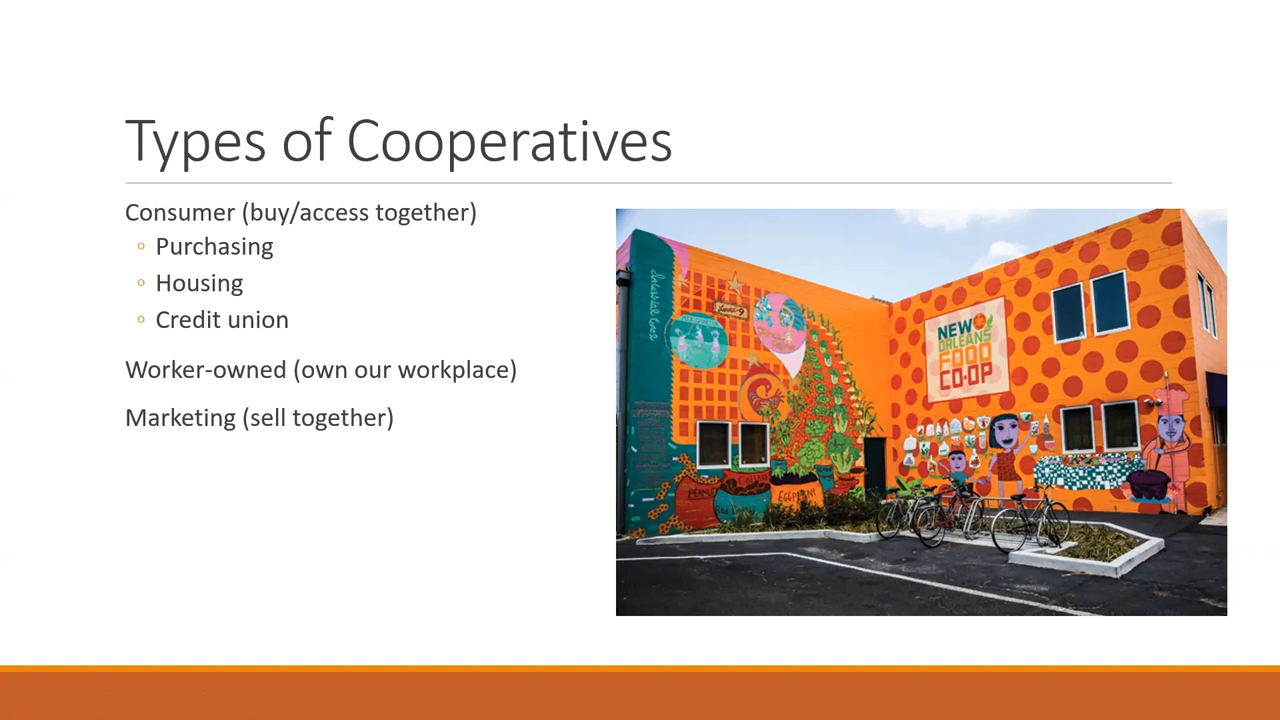 Types of Cooperatives
Consumer (buy/access together)
Purchasing
Housing
Credit union
Worker-owned (own our workplace)
Marketing (sell together)
NEW
ORLEANS
FOOD
CO·OP
EGGPLANT